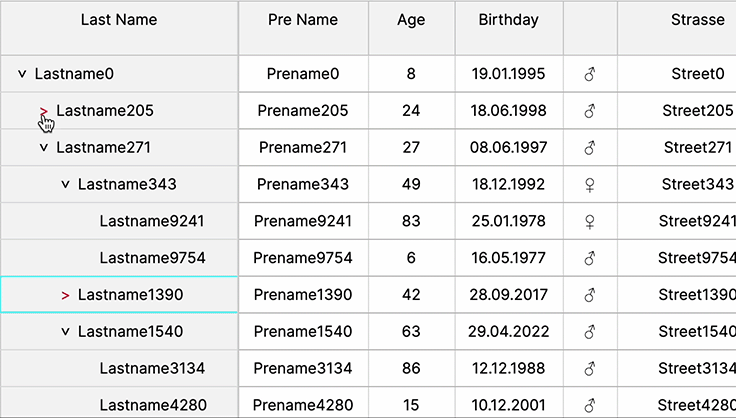 Last Name Pre Name Age Birthday Strasse
˅ Lastname0 Prename0 8 19.01.1995 ♂ Street0
> Lastname205 Prename205 24 18.06.1998 ♂ Street205
˅ Lastname271 Prename271 27 08.06.1997 ♂ Street271
˅ Lastname343 Prename343 49 18.12.1992 ♀ Street343
Lastname9241 Prename9241 83 25.01.1978 ♀ Street9241
Lastname9754 Prename9754 6 16.05.1977 ♂ Street9754
> Lastname1390 Prename1390 42 28.09.2017 ♂ Street1390
˅ Lastname1540 Prename1540 63 29.04.2022 ♂ Street1540
Lastname3134 Prename3134 86 12.12.1988 ♂ Street3134
Lastname4280 Prename4280 15 10.12.2001 ♂ Street4280